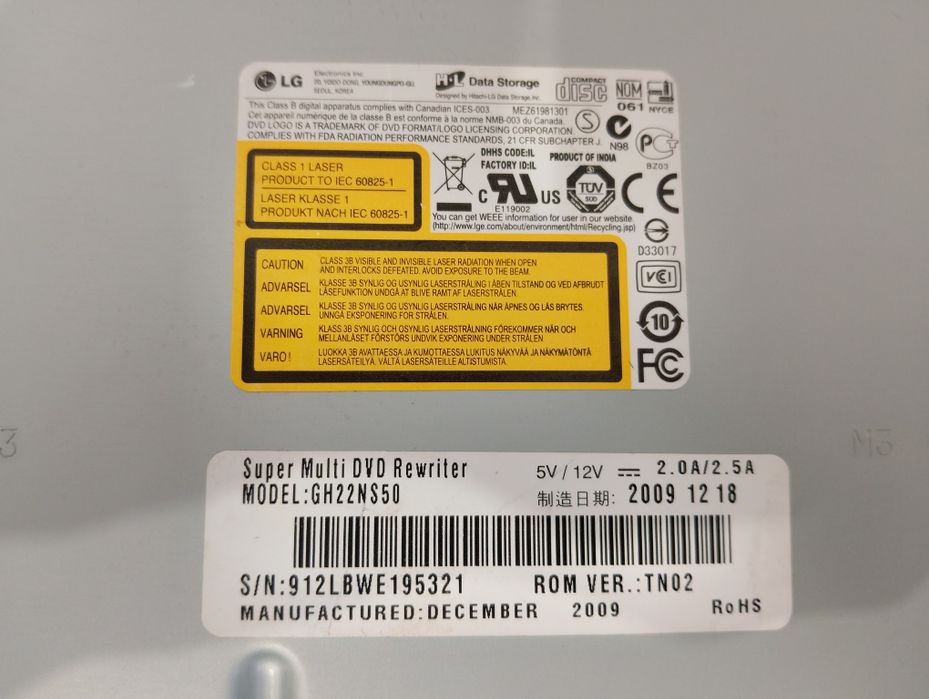 LG
Electronics Inc.
20, YOIDO DONG, YOUNGDUNGPO-GU,
SEOUL, KOREA
HL Data Storage
Designed by Hitachi-LG Data Storage, Inc.
COMPACT
disc
NOM
061
NYCE
This Class B digital apparatus complies with Canadian ICES-003. MEZ61981301
Cet appareil numérique de la classe B est conforme à la norme NMB-003 du Canada.
DVD LOGO IS A TRADEMARK OF DVD FORMAT/LOGO LICENSING CORPORATION
COMPLIES WITH FDA RADIATION PERFORMANCE STANDARDS, 21 CFR SUBCHAPTER J.
S
N98
BZ03
CLASS 1 LASER
PRODUCT TO IEC 60825-1
LASER KLASSE 1
PRODUKT NACH IEC 60825-1
DHHS CODE:IL
FACTORY ID:IL
PRODUCT OF INDIA
C RU US
E119002
TÜV
SÜD
CE
You can get WEEE information for user in our website.
(http://www.lge.com/about/environment/html/Recycling.jsp)
D33017
VCI
10
FC
CAUTION CLASS 3B VISIBLE AND INVISIBLE LASER RADIATION WHEN OPEN
AND INTERLOCKS DEFEATED. AVOID EXPOSURE TO THE BEAM.
ADVARSEL KLASSE 3B SYNLIG OG USYNLIG LASERSTRÅLING I ÅBEN TILSTAND OG VED AFBRUDT
LÅSEFUNKTION UNDGÅ AT BLIVE RAMT AF LASERSTRÅLEN.
ADVARSEL KLASSE 3B SYNLIG OG USYNLIG LASERSTRÅLING NÅR ÅPNES OG LÅS BRYTES.
UNNGÅ EKSPONERING FOR STRÅLEN.
VARNING KLASS 3B SYNLIG OCH OSYNLIG LASERSTRÅLNING FÖREKOMMER NÄR OCH
MELLANLÅSET FÖRSTÖRS UNDVIK EXPONERING UNDER STRÅLEN
VARO! LUOKKA 3B AVATTAESSA JA KUMOTTAESSA LUKITUS NÄKYVÄÄ JA NÄKYMÄTÖNTÄ
LASERSÄTEILYÄ. VÄLTÄ LASERSÄTEILLE ALTISTUMISTA.
3
M3
Super Multi DVD Rewriter
5V / 12V ⎓ 2.0A/2.5A
MODEL:GH22NS50
制造日期: 2009 12 18
S/N:912LBWE195321 ROM VER.:TN02
MANUFACTURED:DECEMBER 2009 RoHS